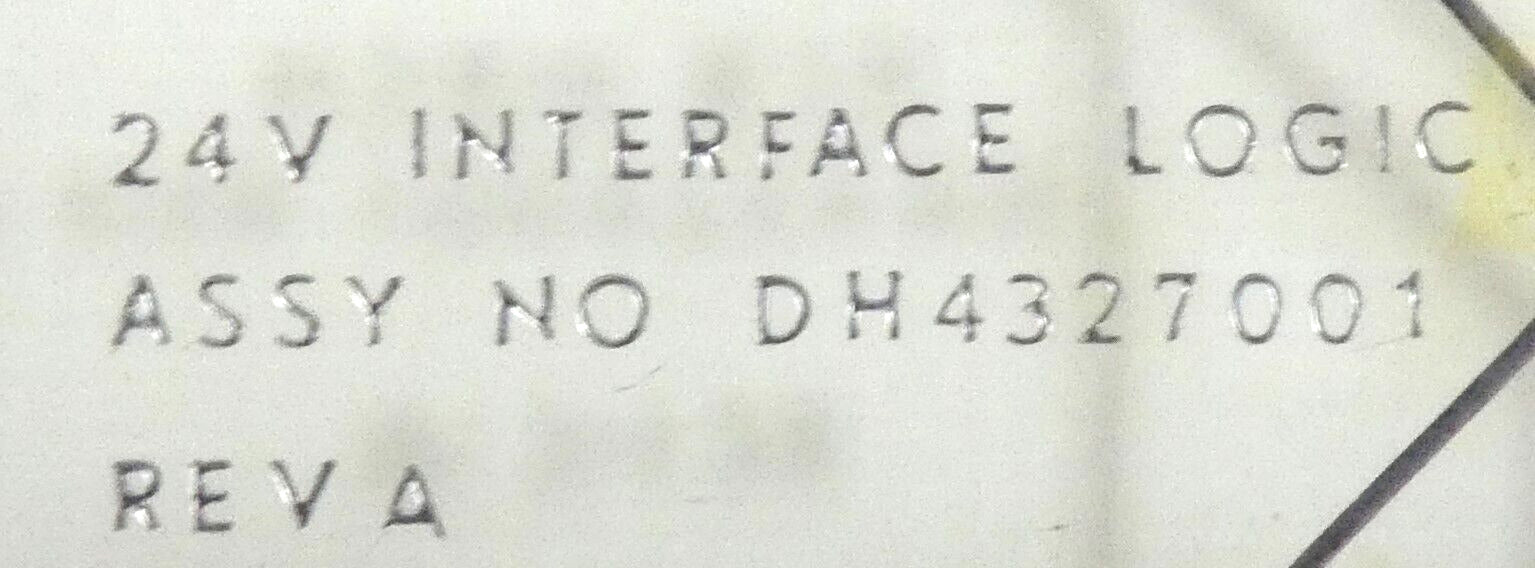 24V INTERFACE LOGIC
ASSY NO DH4327001
REV A